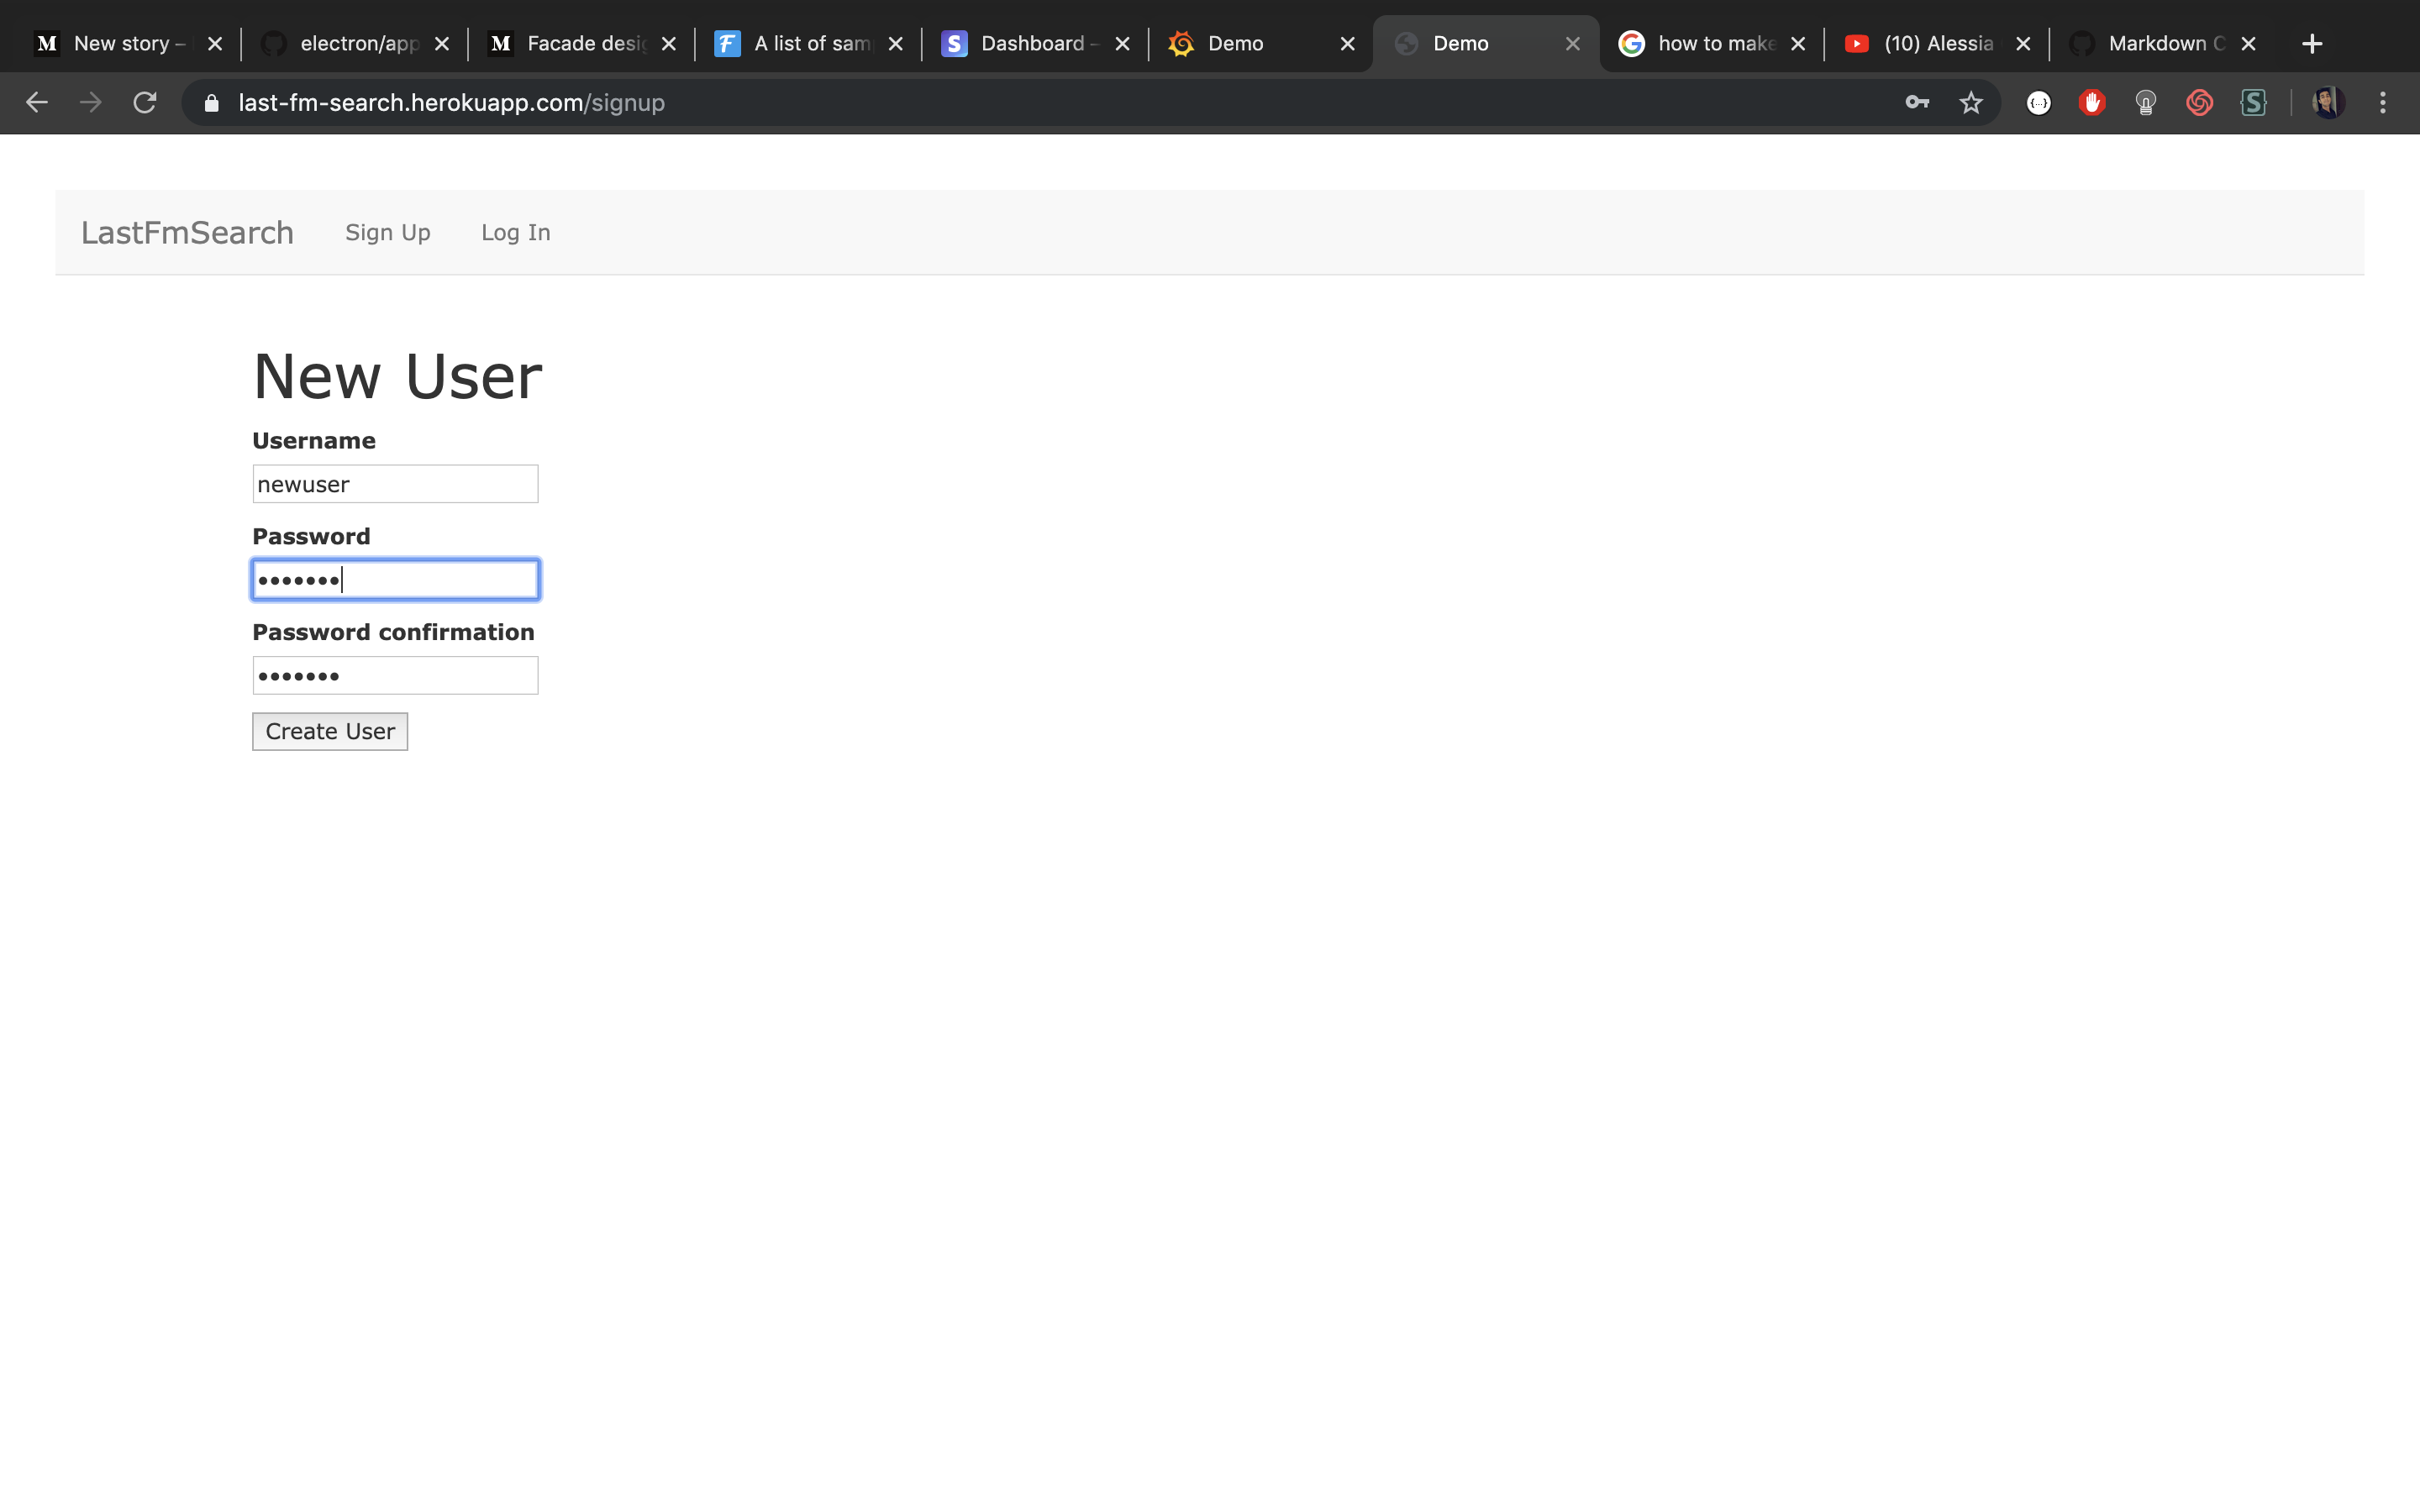 New story – electron/app Facade desig A list of sam Dashboard – Demo Demo how to make (10) Alessia Markdown C
last-fm-search.herokuapp.com/signup
LastFmSearch Sign Up Log In
New User
Username
newuser
Password
•••••••
Password confirmation
•••••••
Create User